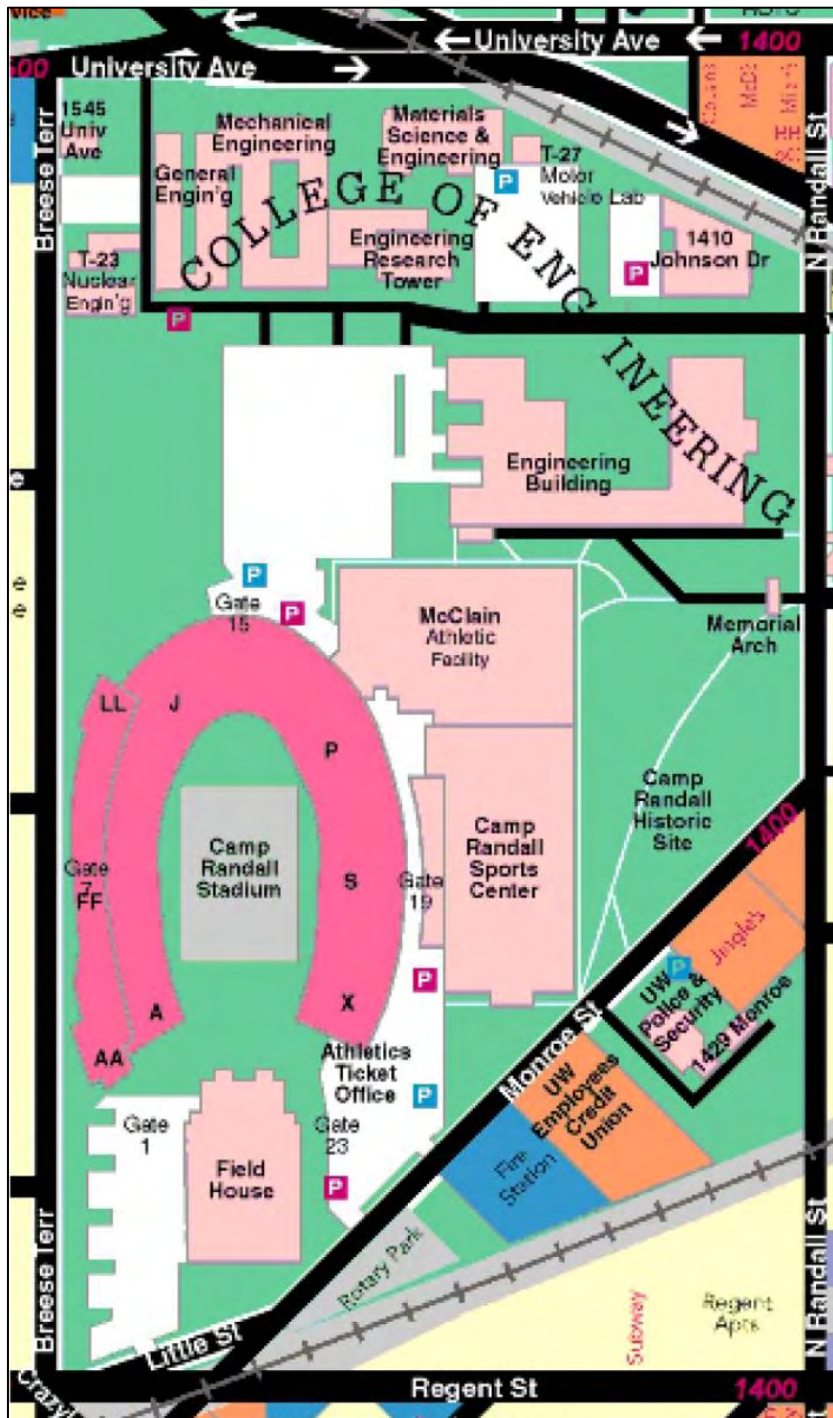 University Ave
1400
University Ave
1545
Univ
Ave
Breese Terr
Mechanical
Engineering
Materials
Science &
Engineering
General
Engin'g
T-27
Motor
Vehicle Lab
P
COLLEGE OF ENGINEERING
Engineering
Research
Tower
1410
Johnson Dr
P
N Randall St
T-23
Nuclear
Engin'g
P
Engineering
Building
P
Gate
15
P
McClain
Athletic
Facility
Memorial
Arch
LL
J
P
Camp
Randall
Historic
Site
1400
Camp
Randall
Stadium
Camp
Randall
Sports
Center
Gate
7
FF
S
Gate
19
Jingle's
P
P
UW
Police &
Security
1429 Monroe
A
X
AA
Athletics
Ticket
Office
P
Monroe St
UW
Employees
Credit
Union
Gate
1
Gate
23
Fire
Station
Field
House
P
Rotary Park
Breese Terr
Little St
Subway
Regent
Apts
N Randall St
Regent St
1400